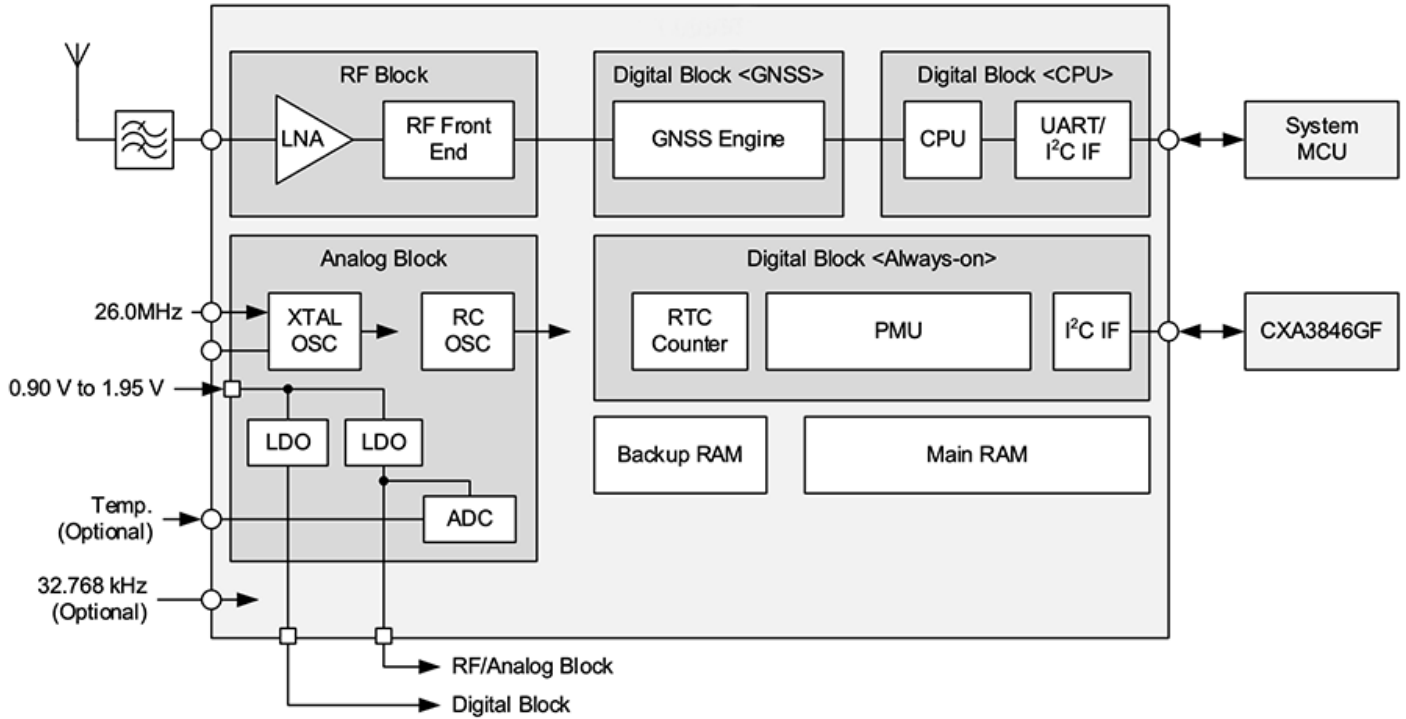 RF Block
LNA
RF Front
End
Digital Block <GNSS>
GNSS Engine
Digital Block <CPU>
CPU
UART/
I²C IF
System
MCU
Analog Block
26.0MHz
XTAL
OSC
RC
OSC
Digital Block <Always-on>
RTC
Counter
PMU
I²C IF
CXA3846GF
0.90 V to 1.95 V
LDO
LDO
Backup RAM
Main RAM
Temp.
(Optional)
ADC
32.768 kHz
(Optional)
RF/Analog Block
Digital Block